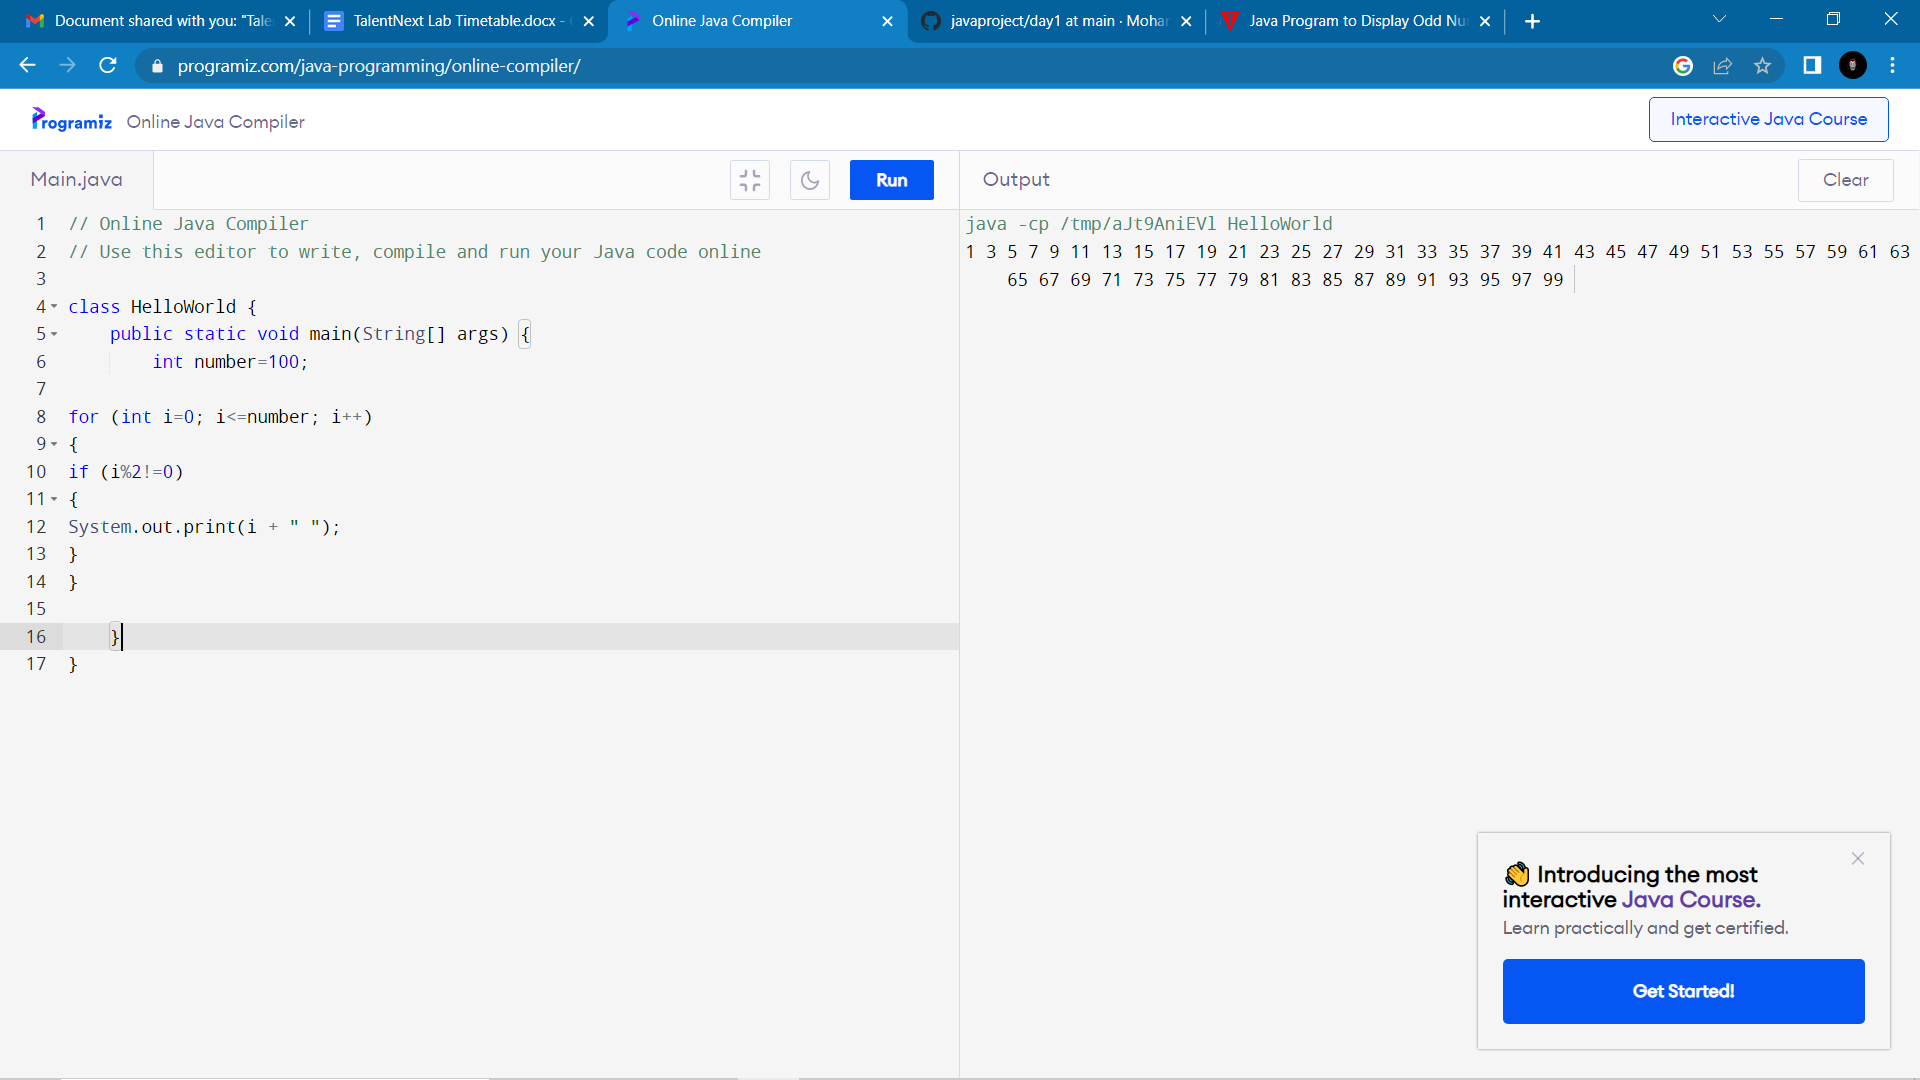 Document shared with you: "Tale
TalentNext Lab Timetable.docx -
Online Java Compiler
javaproject/day1 at main · Mohar
Java Program to Display Odd Nu
programiz.com/java-programming/online-compiler/
Programiz Online Java Compiler
Interactive Java Course
Main.java
Run
Output
Clear
1 // Online Java Compiler
2 // Use this editor to write, compile and run your Java code online
3
4 class HelloWorld {
5 public static void main(String[] args) {
6 int number=100;
7
8 for (int i=0; i<=number; i++)
9 {
10 if (i%2!=0)
11 {
12 System.out.print(i + " ");
13 }
14 }
15
16 }
17 }
java -cp /tmp/aJt9AniEVl HelloWorld
1 3 5 7 9 11 13 15 17 19 21 23 25 27 29 31 33 35 37 39 41 43 45 47 49 51 53 55 57 59 61 63
65 67 69 71 73 75 77 79 81 83 85 87 89 91 93 95 97 99
👋 Introducing the most
interactive Java Course.
Learn practically and get certified.
Get Started!